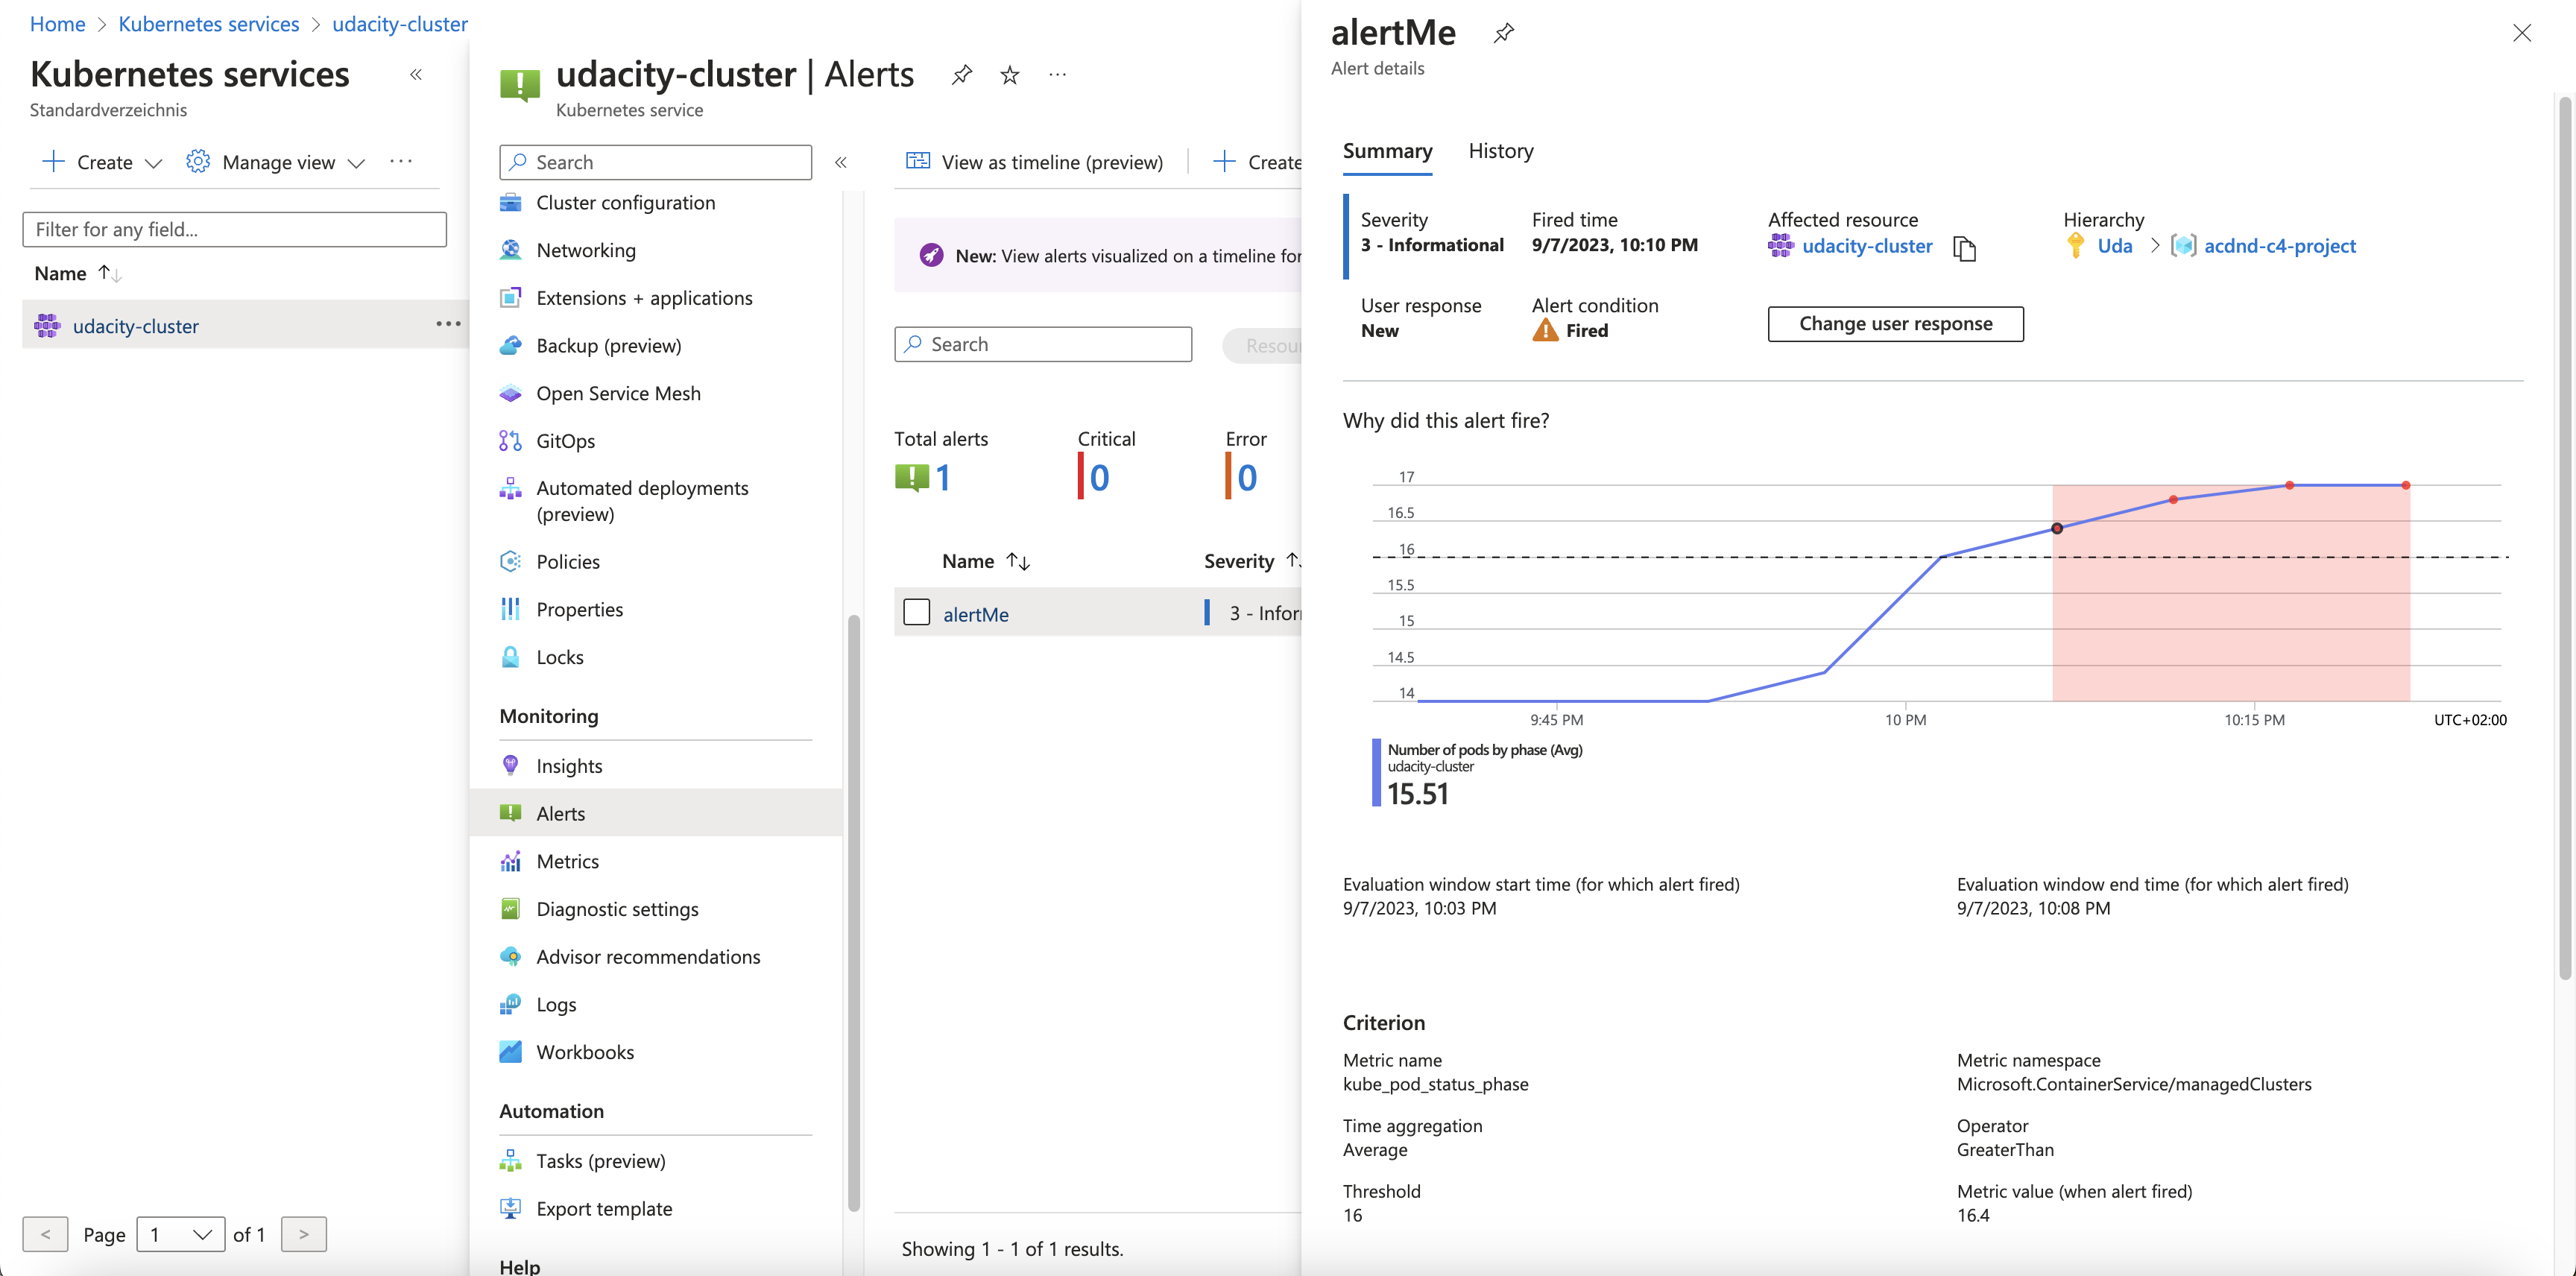 Home > Kubernetes services > udacity-cluster
Kubernetes services «
Standardverzeichnis
Create
Manage view
Filter for any field...
Name
udacity-cluster
< Page 1 of 1 >
udacity-cluster | Alerts
Kubernetes service
Search
«
Cluster configuration
Networking
Extensions + applications
Backup (preview)
Open Service Mesh
GitOps
Automated deployments
(preview)
Policies
Properties
Locks
Monitoring
Insights
Alerts
Metrics
Diagnostic settings
Advisor recommendations
Logs
Workbooks
Automation
Tasks (preview)
Export template
Help
View as timeline (preview)
Create
New: View alerts visualized on a timeline for
Search
Resou
Total alerts
1
Critical
0
Error
0
Name
Severity
alertMe
3 - Infor
Showing 1 - 1 of 1 results.
alertMe
Alert details
Summary
History
Severity
3 - Informational
Fired time
9/7/2023, 10:10 PM
Affected resource
udacity-cluster
Hierarchy
Uda > acdnd-c4-project
User response
New
Alert condition
Fired
Change user response
Why did this alert fire?
17
16.5
16
15.5
15
14.5
14
9:45 PM
10 PM
10:15 PM
UTC+02:00
Number of pods by phase (Avg)
udacity-cluster
15.51
Evaluation window start time (for which alert fired)
9/7/2023, 10:03 PM
Evaluation window end time (for which alert fired)
9/7/2023, 10:08 PM
Criterion
Metric name
kube_pod_status_phase
Metric namespace
Microsoft.ContainerService/managedClusters
Time aggregation
Average
Operator
GreaterThan
Threshold
16
Metric value (when alert fired)
16.4